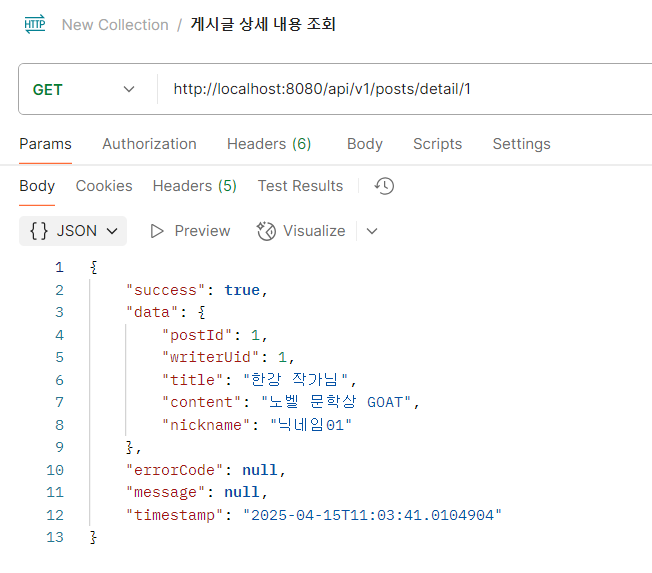 HTTP New Collection / 게시글 상세 내용 조회
GET http://localhost:8080/api/v1/posts/detail/1
Params Authorization Headers (6) Body Scripts Settings
Body Cookies Headers (5) Test Results
{ } JSON Preview Visualize
1 {
2 "success": true,
3 "data": {
4 "postId": 1,
5 "writerUid": 1,
6 "title": "한강 작가님",
7 "content": "노벨 문학상 GOAT",
8 "nickname": "닉네임01"
9 },
10 "errorCode": null,
11 "message": null,
12 "timestamp": "2025-04-15T11:03:41.0104904"
13 }